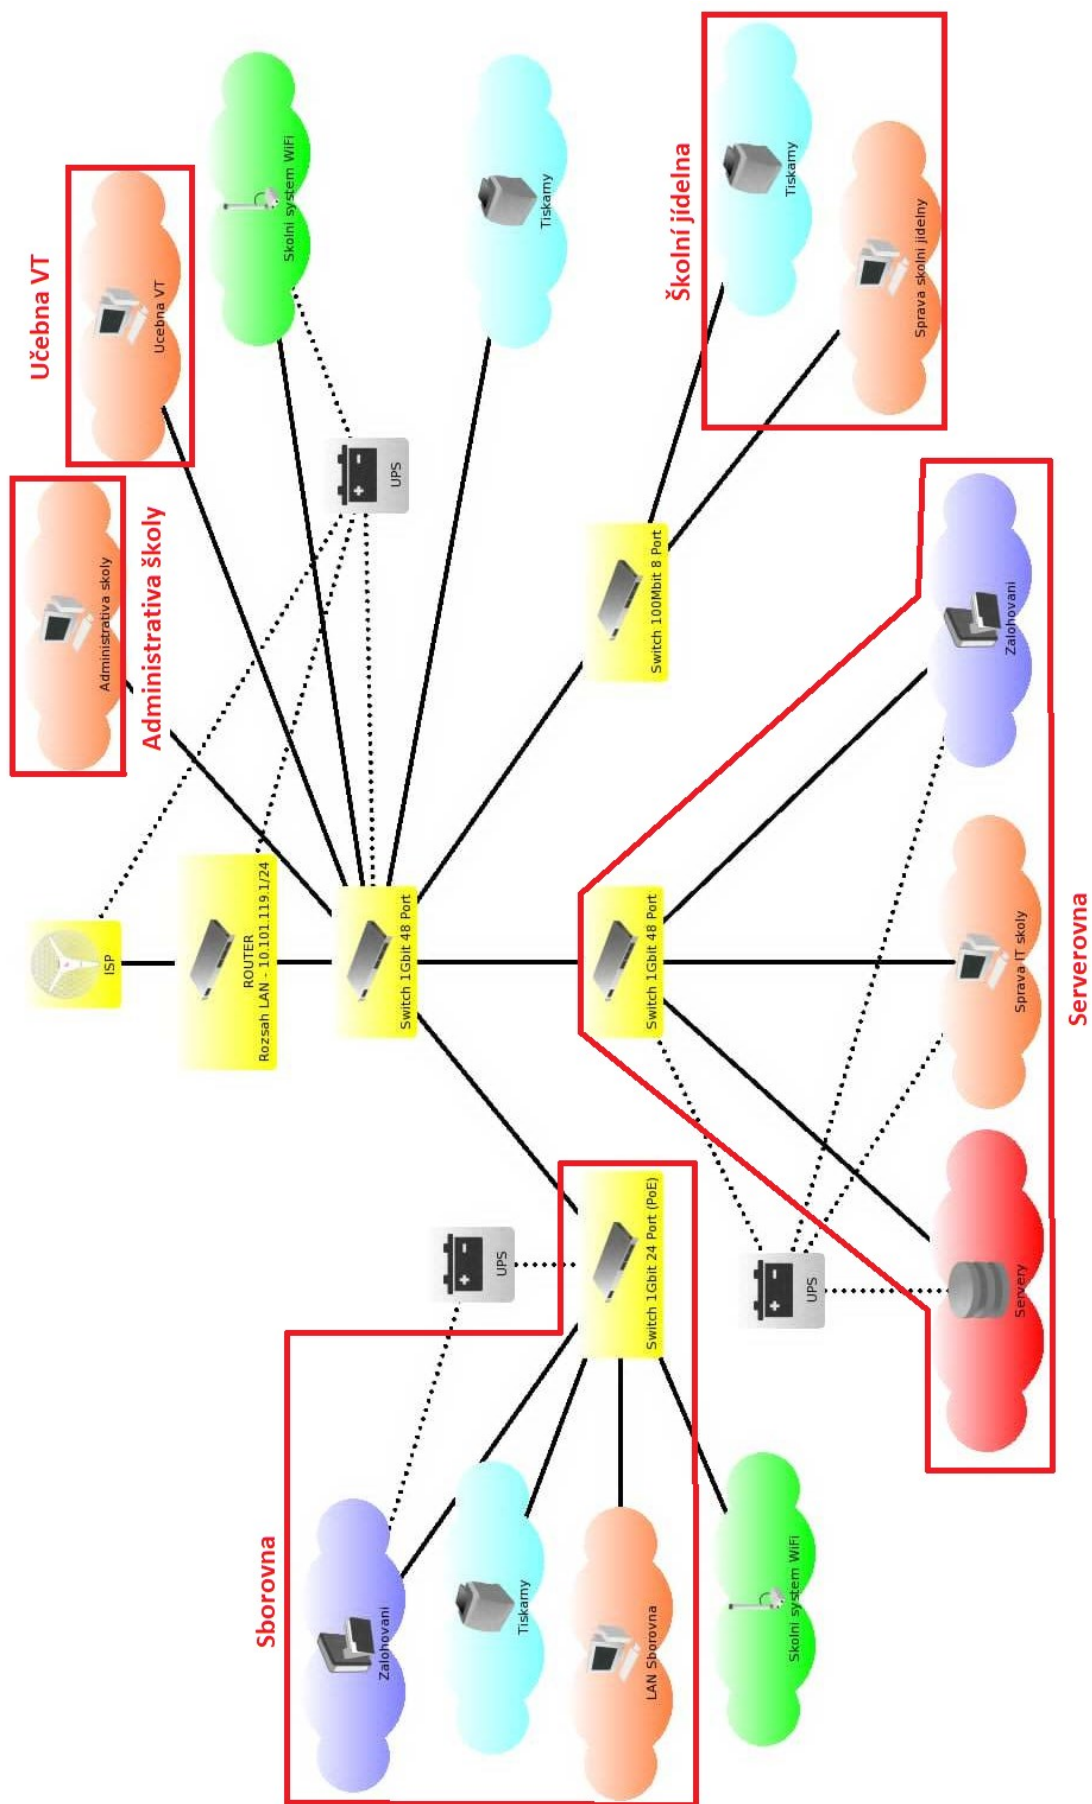 Učebna VT
ISP
Administrativa skoly
Administrativa školy
Ucebna VT
ROUTER
Rozsah LAN - 10.101.119.1/24
Sborovna
Skolni system WiFi
Zalohovani
Switch 1Gbit 48 Port
UPS
UPS
Tiskarny
Tiskarny
LAN Sborovna
Switch 1Gbit 24 Port (PoE)
Switch 1Gbit 48 Port
Switch 100Mbit 8 Port
Školní jídelna
Skolni system WiFi
UPS
Tiskarny
Sprava skolni jidelny
Servery
Sprava IT skoly
Zalohovani
Serverovna